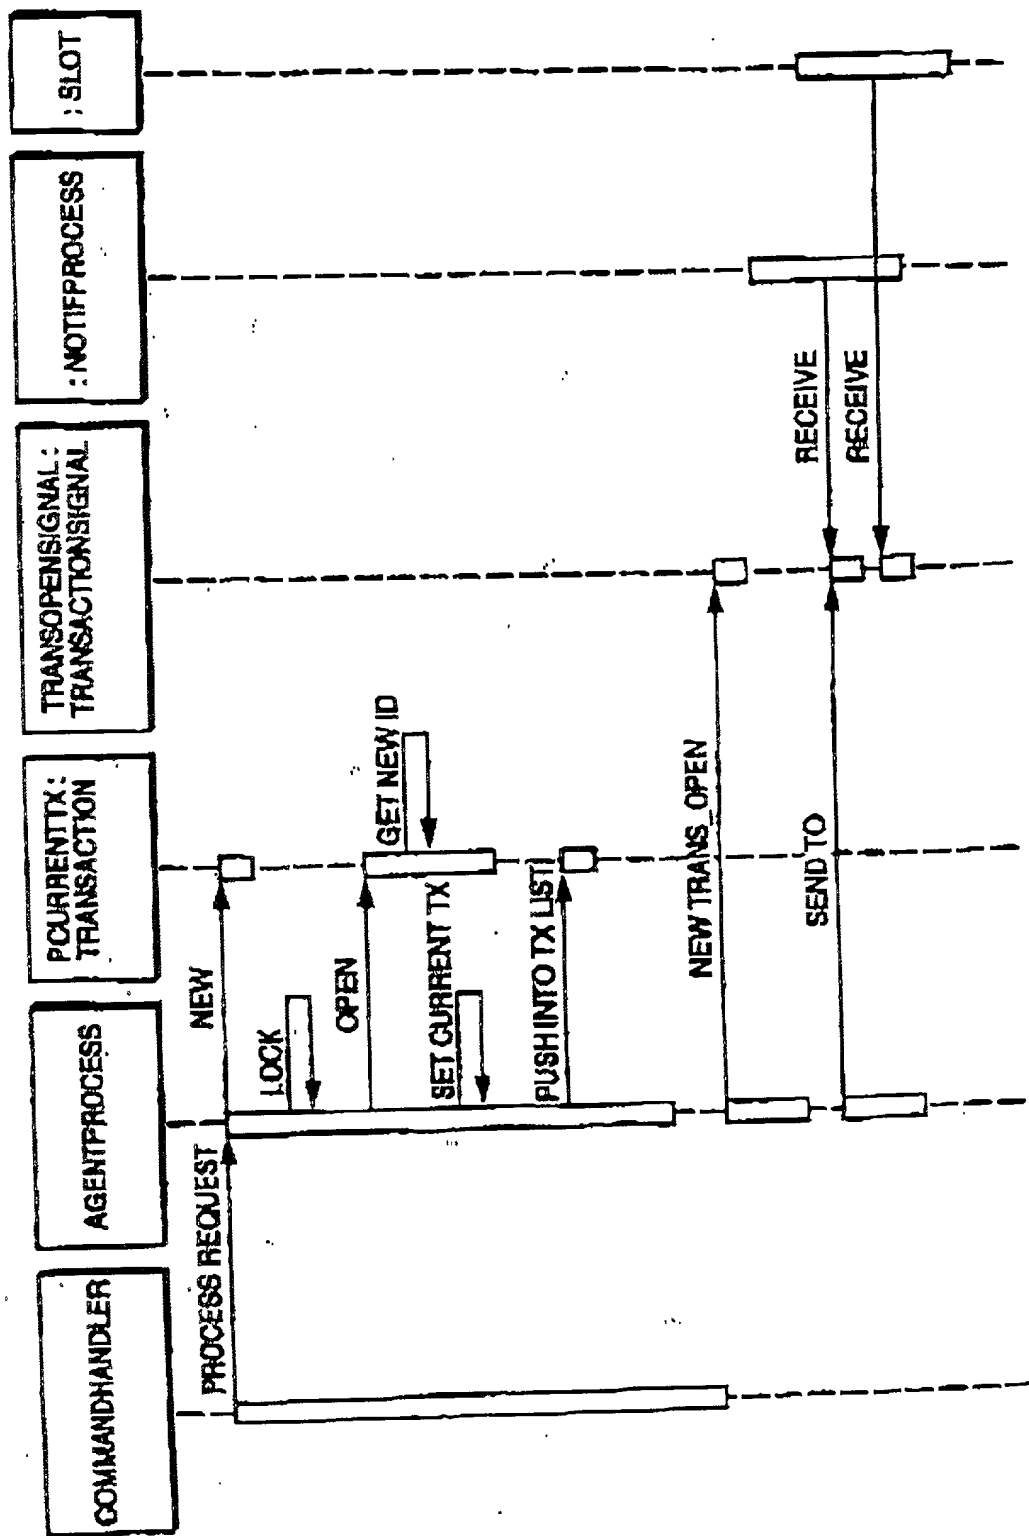 COMMANDHANDLER
AGENTPROCESS
PCURRENTTX:
TRANSACTION
TRANSOPENSIGNAL:
TRANSACTIONSIGNAL
:NOTIFPROCESS
:SLOT
PROCESS REQUEST
NEW
LOCK
OPEN
GET NEW ID
SET CURRENT TX
PUSH INTO TX LIST
NEW TRANS_OPEN
SEND TO
RECEIVE
RECEIVE